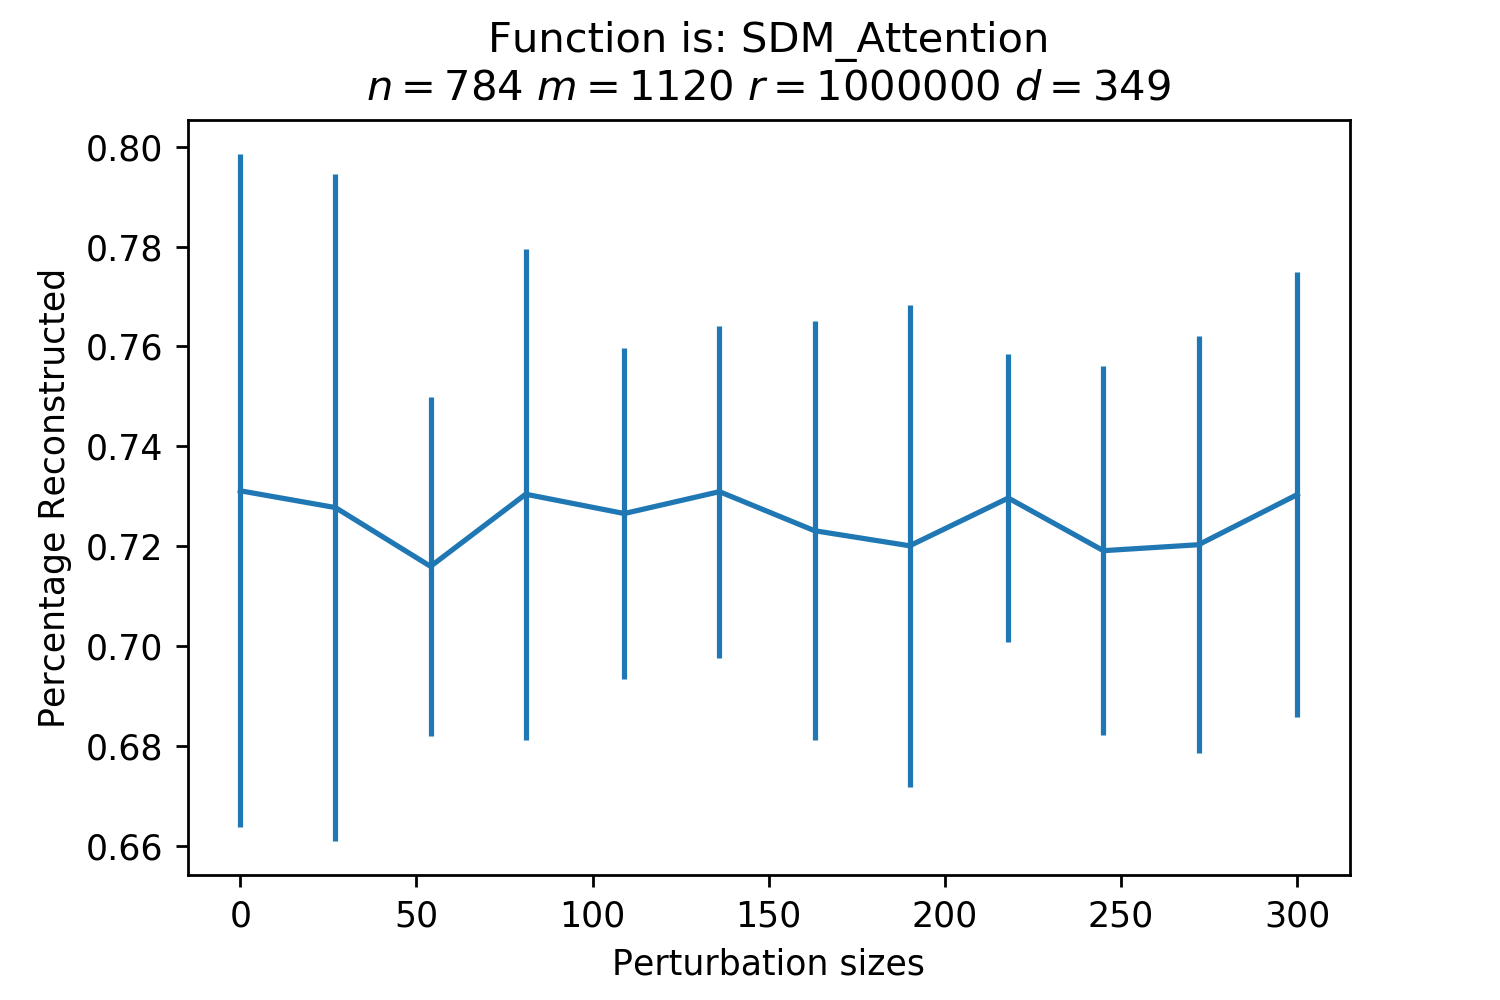 Function is: SDM_Attention
n = 784 m = 1120 r = 1000000 d = 349
0.80
0.78
0.76
0.74
0.72
0.70
0.68
0.66
Percentage Reconstructed
0 50 100 150 200 250 300
Perturbation sizes